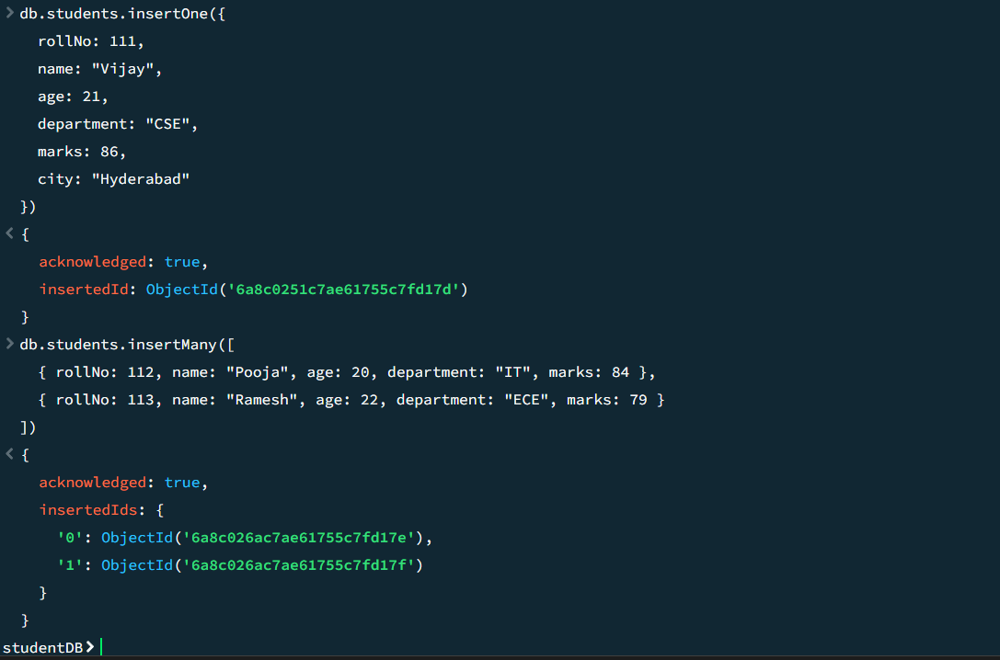 > db.students.insertOne({
rollNo: 111,
name: "Vijay",
age: 21,
department: "CSE",
marks: 86,
city: "Hyderabad"
})
< {
acknowledged: true,
insertedId: ObjectId('6a8c0251c7ae61755c7fd17d')
}
> db.students.insertMany([
{ rollNo: 112, name: "Pooja", age: 20, department: "IT", marks: 84 },
{ rollNo: 113, name: "Ramesh", age: 22, department: "ECE", marks: 79 }
])
< {
acknowledged: true,
insertedIds: {
'0': ObjectId('6a8c026ac7ae61755c7fd17e'),
'1': ObjectId('6a8c026ac7ae61755c7fd17f')
}
}
studentDB>